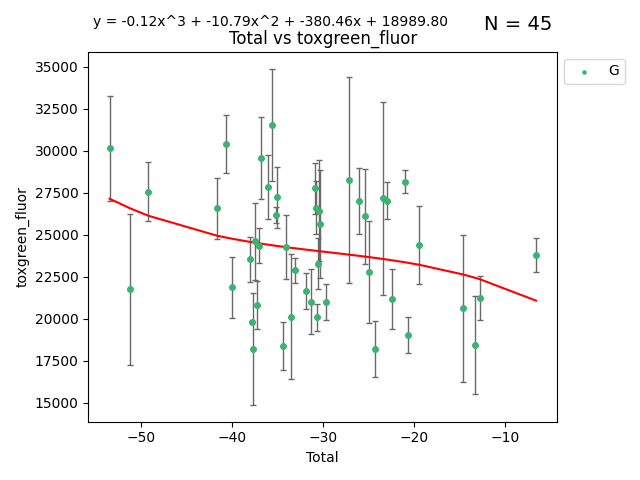 y = -0.12x^3 + -10.79x^2 + -380.46x + 18989.80
N = 45
Total vs toxgreen_fluor
G
35000
32500
30000
27500
25000
22500
20000
17500
15000
toxgreen_fluor
−50 −40 −30 −20 −10
Total